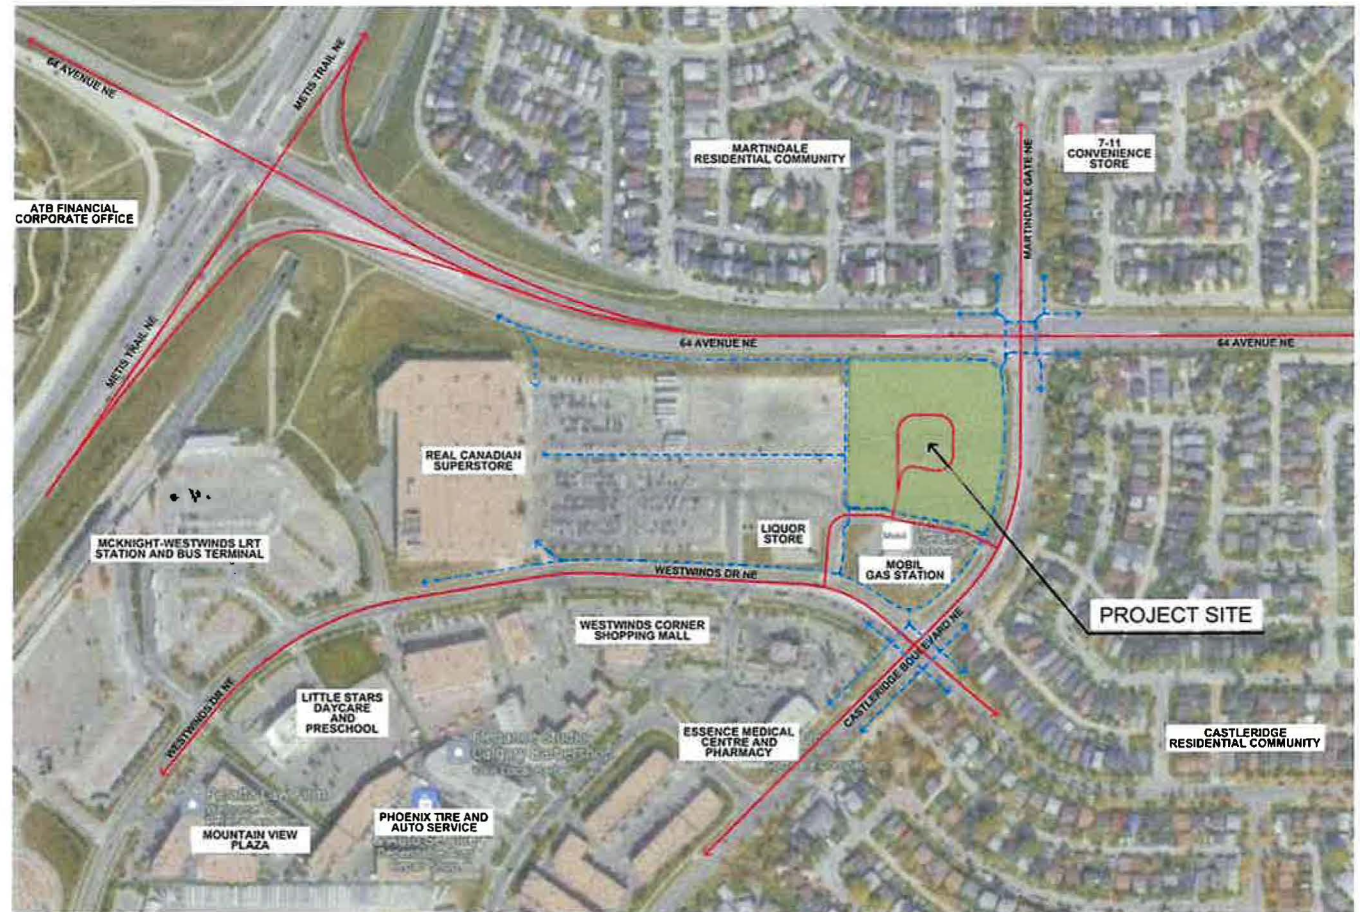 64 AVENUE NE
METIS TRAIL NE
MARTINDALE
RESIDENTIAL COMMUNITY
7-11
CONVENIENCE
STORE
ATB FINANCIAL
CORPORATE OFFICE
MARTINDALE GATE NE
METIS TRAIL NE
64 AVENUE NE
64 AVENUE NE
REAL CANADIAN
SUPERSTORE
LIQUOR
STORE
Mobil
MCKNIGHT-WESTWINDS LRT
STATION AND BUS TERMINAL
MOBIL
GAS STATION
WESTWINDS DR NE
PROJECT SITE
WESTWINDS CORNER
SHOPPING MALL
CASTLERIDGE BOULEVARD NE
WESTWINDS DR NE
LITTLE STARS
DAYCARE
AND
PRESCHOOL
ESSENCE MEDICAL
CENTRE AND
PHARMACY
CASTLERIDGE
RESIDENTIAL COMMUNITY
PHOENIX TIRE AND
AUTO SERVICE
MOUNTAIN VIEW
PLAZA